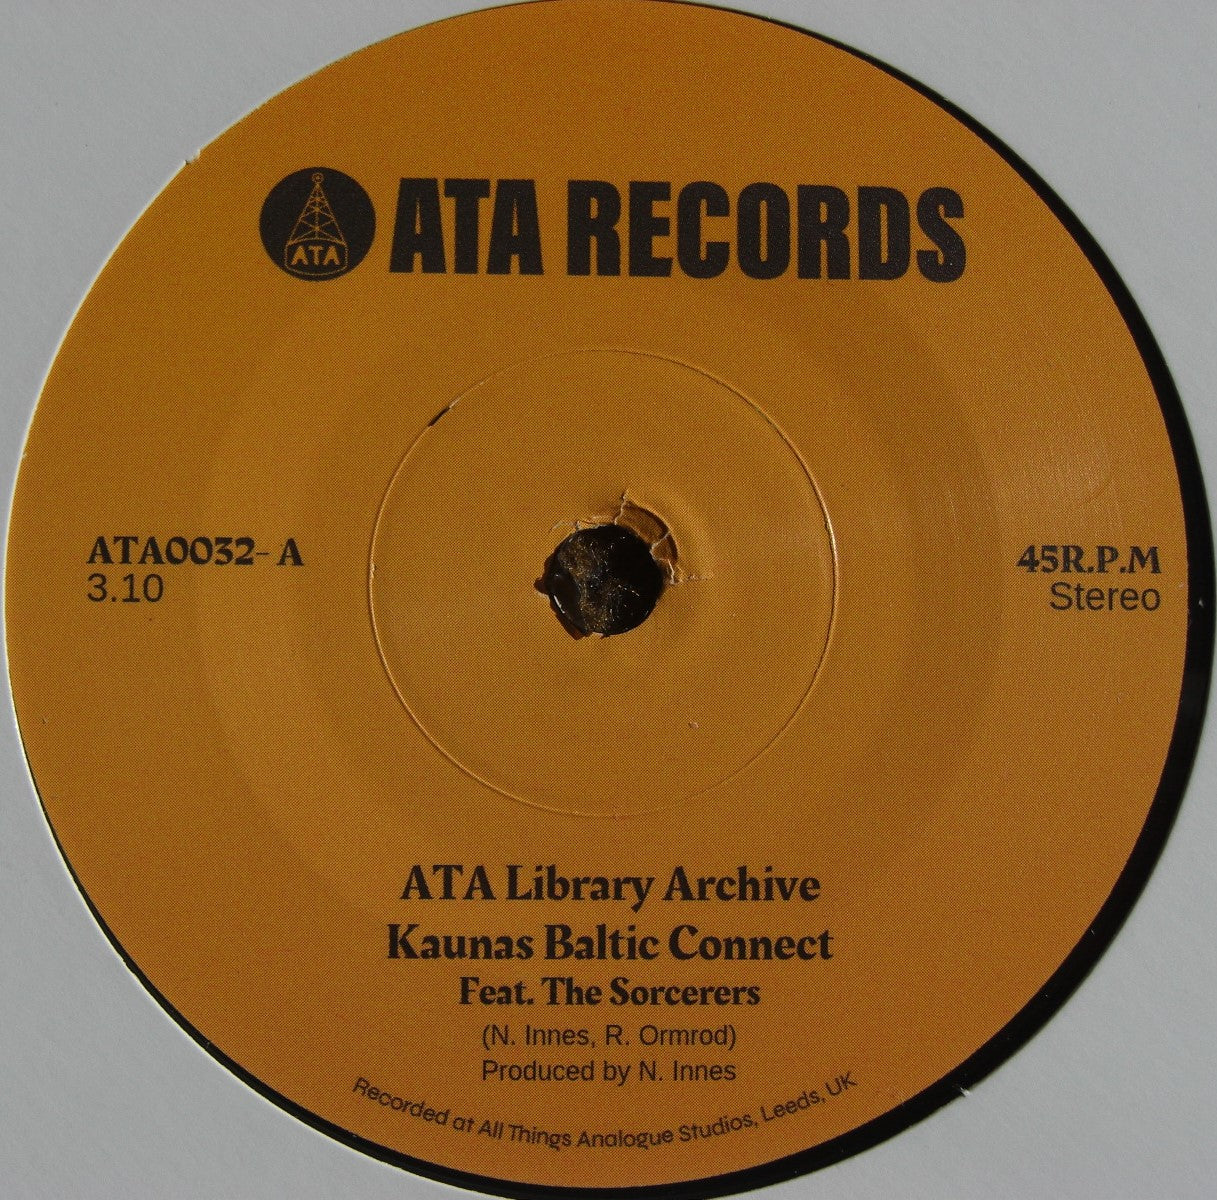 ATA
ATA RECORDS
ATA0032- A
3.10
45R.P.M
Stereo
ATA Library Archive
Kaunas Baltic Connect
Feat. The Sorcerers
(N. Innes, R. Ormrod)
Produced by N. Innes
Recorded at All Things Analogue Studios, Leeds, UK